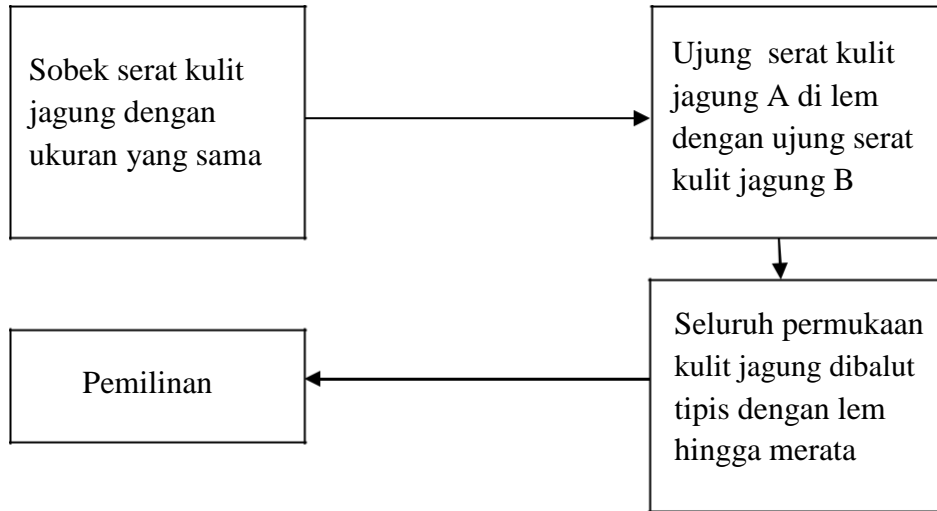 Sobek serat kulit
jagung dengan
ukuran yang sama
Ujung serat kulit
jagung A di lem
dengan ujung serat
kulit jagung B
Seluruh permukaan
kulit jagung dibalut
tipis dengan lem
hingga merata
Pemilinan